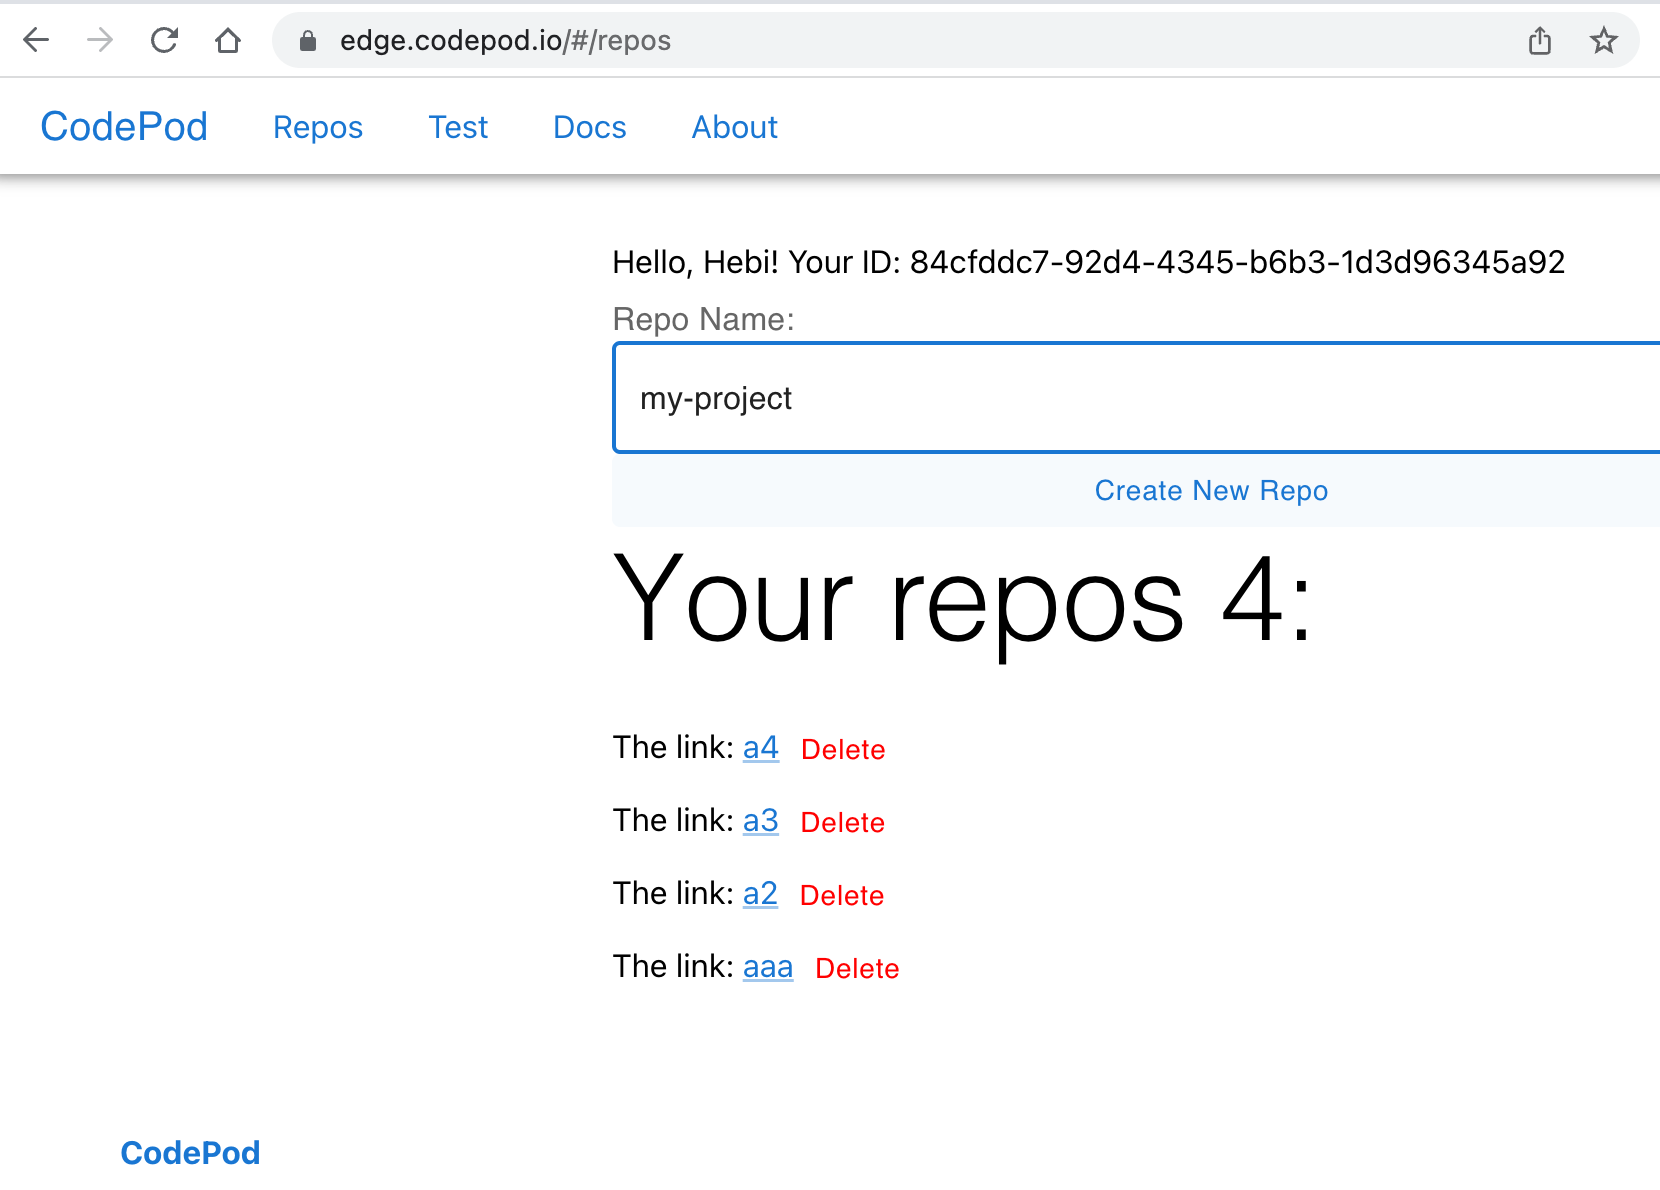 edge.codepod.io/#/repos
CodePod Repos Test Docs About
Hello, Hebi! Your ID: 84cfddc7-92d4-4345-b6b3-1d3d96345a92
Repo Name:
my-project
Create New Repo
Your repos 4:
The link: a4 Delete
The link: a3 Delete
The link: a2 Delete
The link: aaa Delete
CodePod